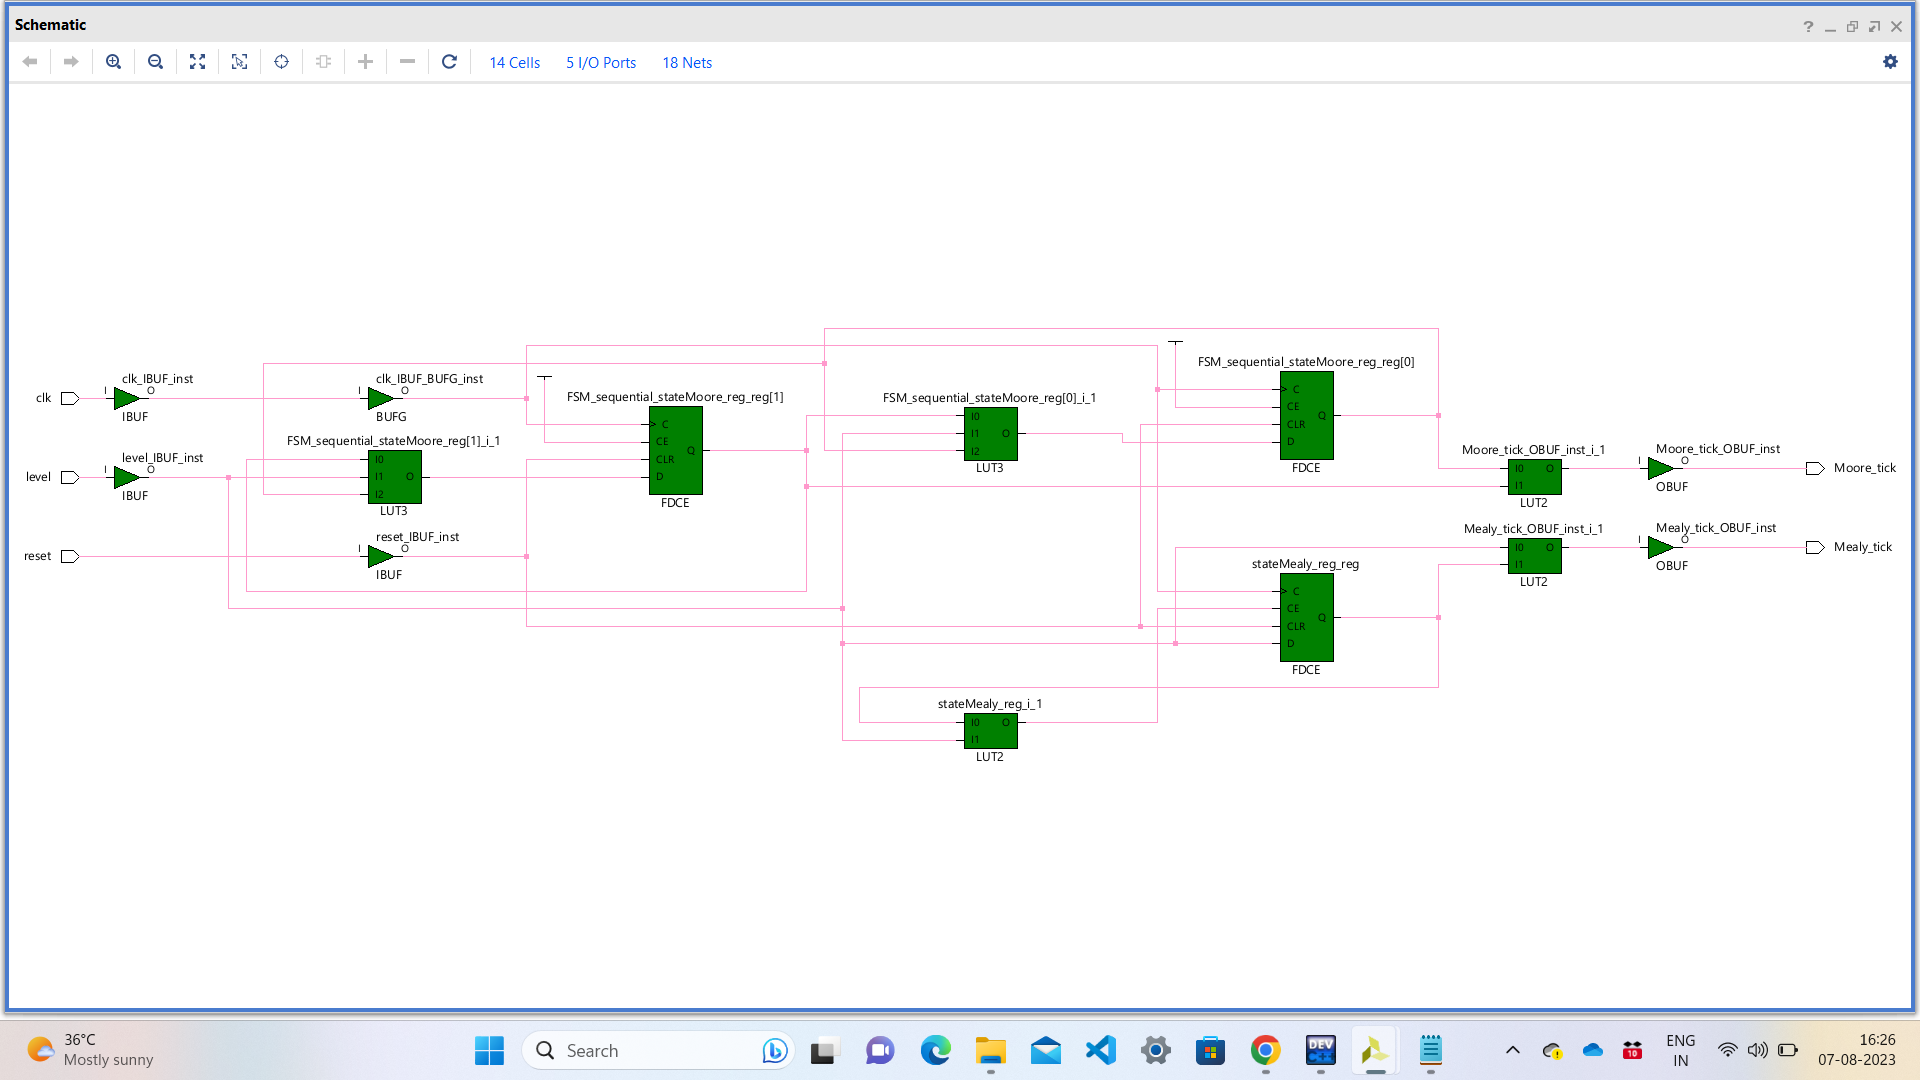 Schematic
14 Cells
5 I/O Ports
18 Nets
clk
I
O
clk_IBUF_inst
IBUF
I
O
clk_IBUF_BUFG_inst
BUFG
level
I
O
level_IBUF_inst
IBUF
reset
I
O
reset_IBUF_inst
IBUF
FSM_sequential_stateMoore_reg[1]_i_1
I0
I1
O
I2
LUT3
FSM_sequential_stateMoore_reg_reg[1]
C
CE
CLR
Q
D
FDCE
FSM_sequential_stateMoore_reg[0]_i_1
I0
I1
O
I2
LUT3
FSM_sequential_stateMoore_reg_reg[0]
C
CE
Q
CLR
D
FDCE
stateMealy_reg_i_1
I0
O
I1
LUT2
stateMealy_reg_reg
C
CE
Q
CLR
D
FDCE
Moore_tick_OBUF_inst_i_1
I0
O
I1
LUT2
Moore_tick_OBUF_inst
I
O
OBUF
Moore_tick
Mealy_tick_OBUF_inst_i_1
I0
O
I1
LUT2
Mealy_tick_OBUF_inst
I
O
OBUF
Mealy_tick
36°C
Mostly sunny
Search
DEV
10
ENG
IN
16:26
07-08-2023